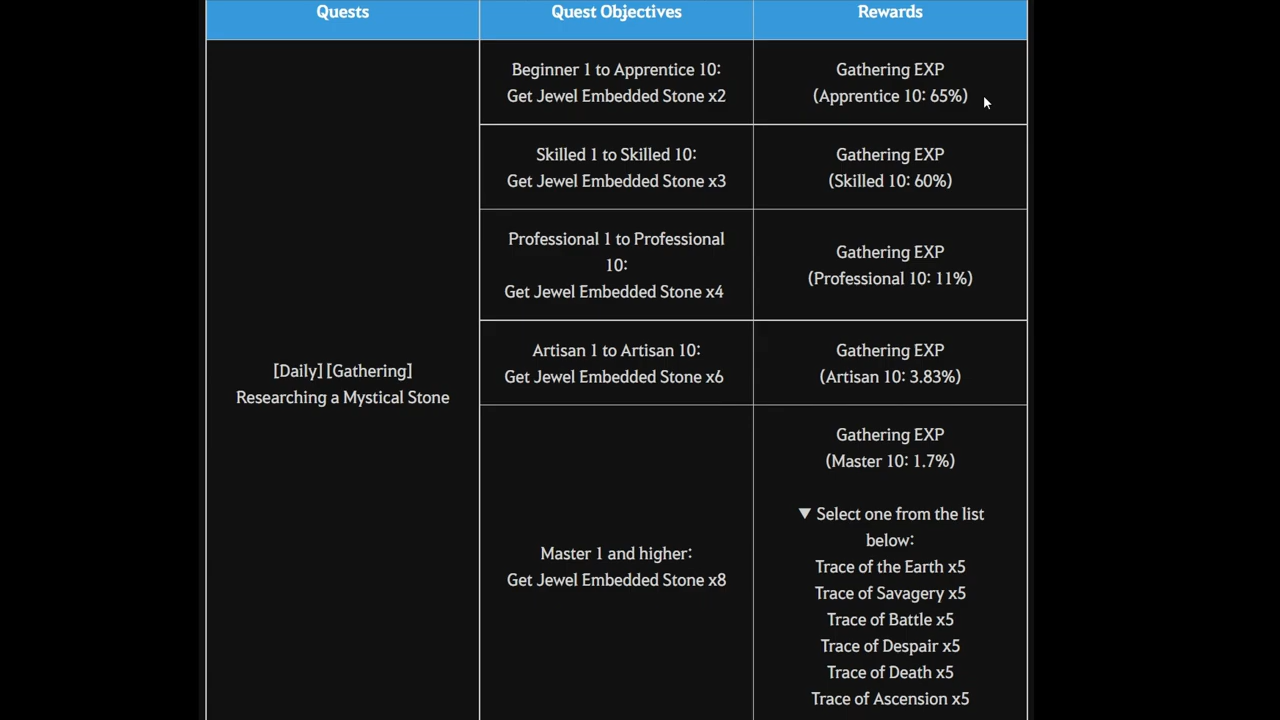 Quests
Quest Objectives
Rewards
[Daily] [Gathering]
Researching a Mystical Stone
Beginner 1 to Apprentice 10:
Get Jewel Embedded Stone x2
Gathering EXP
(Apprentice 10: 65%)
Skilled 1 to Skilled 10:
Get Jewel Embedded Stone x3
Gathering EXP
(Skilled 10: 60%)
Professional 1 to Professional
10:
Get Jewel Embedded Stone x4
Gathering EXP
(Professional 10: 11%)
Artisan 1 to Artisan 10:
Get Jewel Embedded Stone x6
Gathering EXP
(Artisan 10: 3.83%)
Master 1 and higher:
Get Jewel Embedded Stone x8
Gathering EXP
(Master 10: 1.7%)
▼ Select one from the list
below:
Trace of the Earth x5
Trace of Savagery x5
Trace of Battle x5
Trace of Despair x5
Trace of Death x5
Trace of Ascension x5